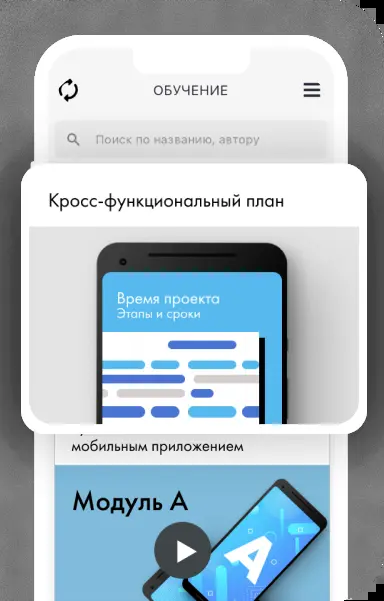 ОБУЧЕНИЕ
Поиск по названию, автору
Кросс-функциональный план
Время проекта
Этапы и сроки
мобильным приложением
Модуль А
А